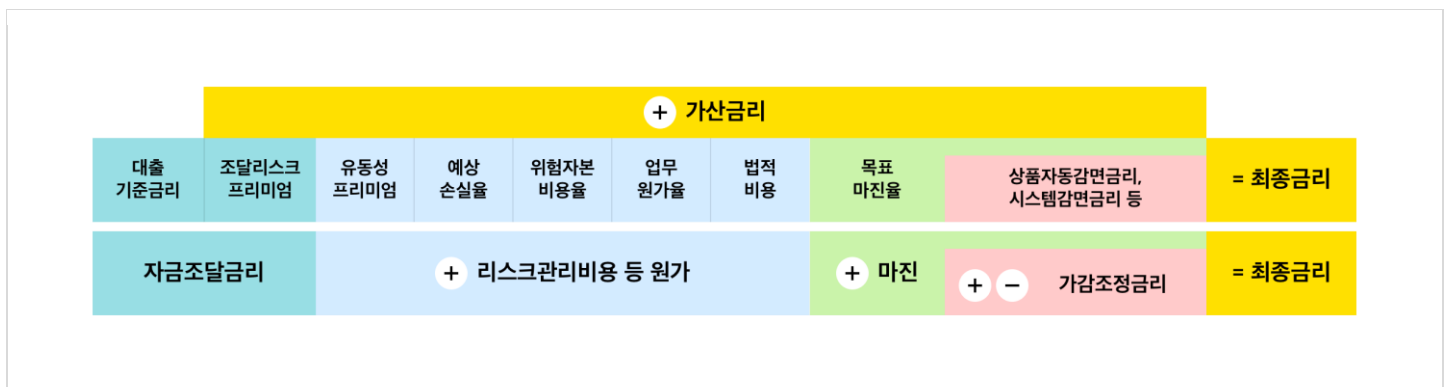 + 가산금리
대출
기준금리
조달리스크
프리미엄
유동성
프리미엄
예상
손실율
위험자본
비용율
업무
원가율
법적
비용
목표
마진율
상품자동감면금리,
시스템감면금리 등
= 최종금리
자금조달금리
+ 리스크관리비용 등 원가
+ 마진
+ − 가감조정금리
= 최종금리